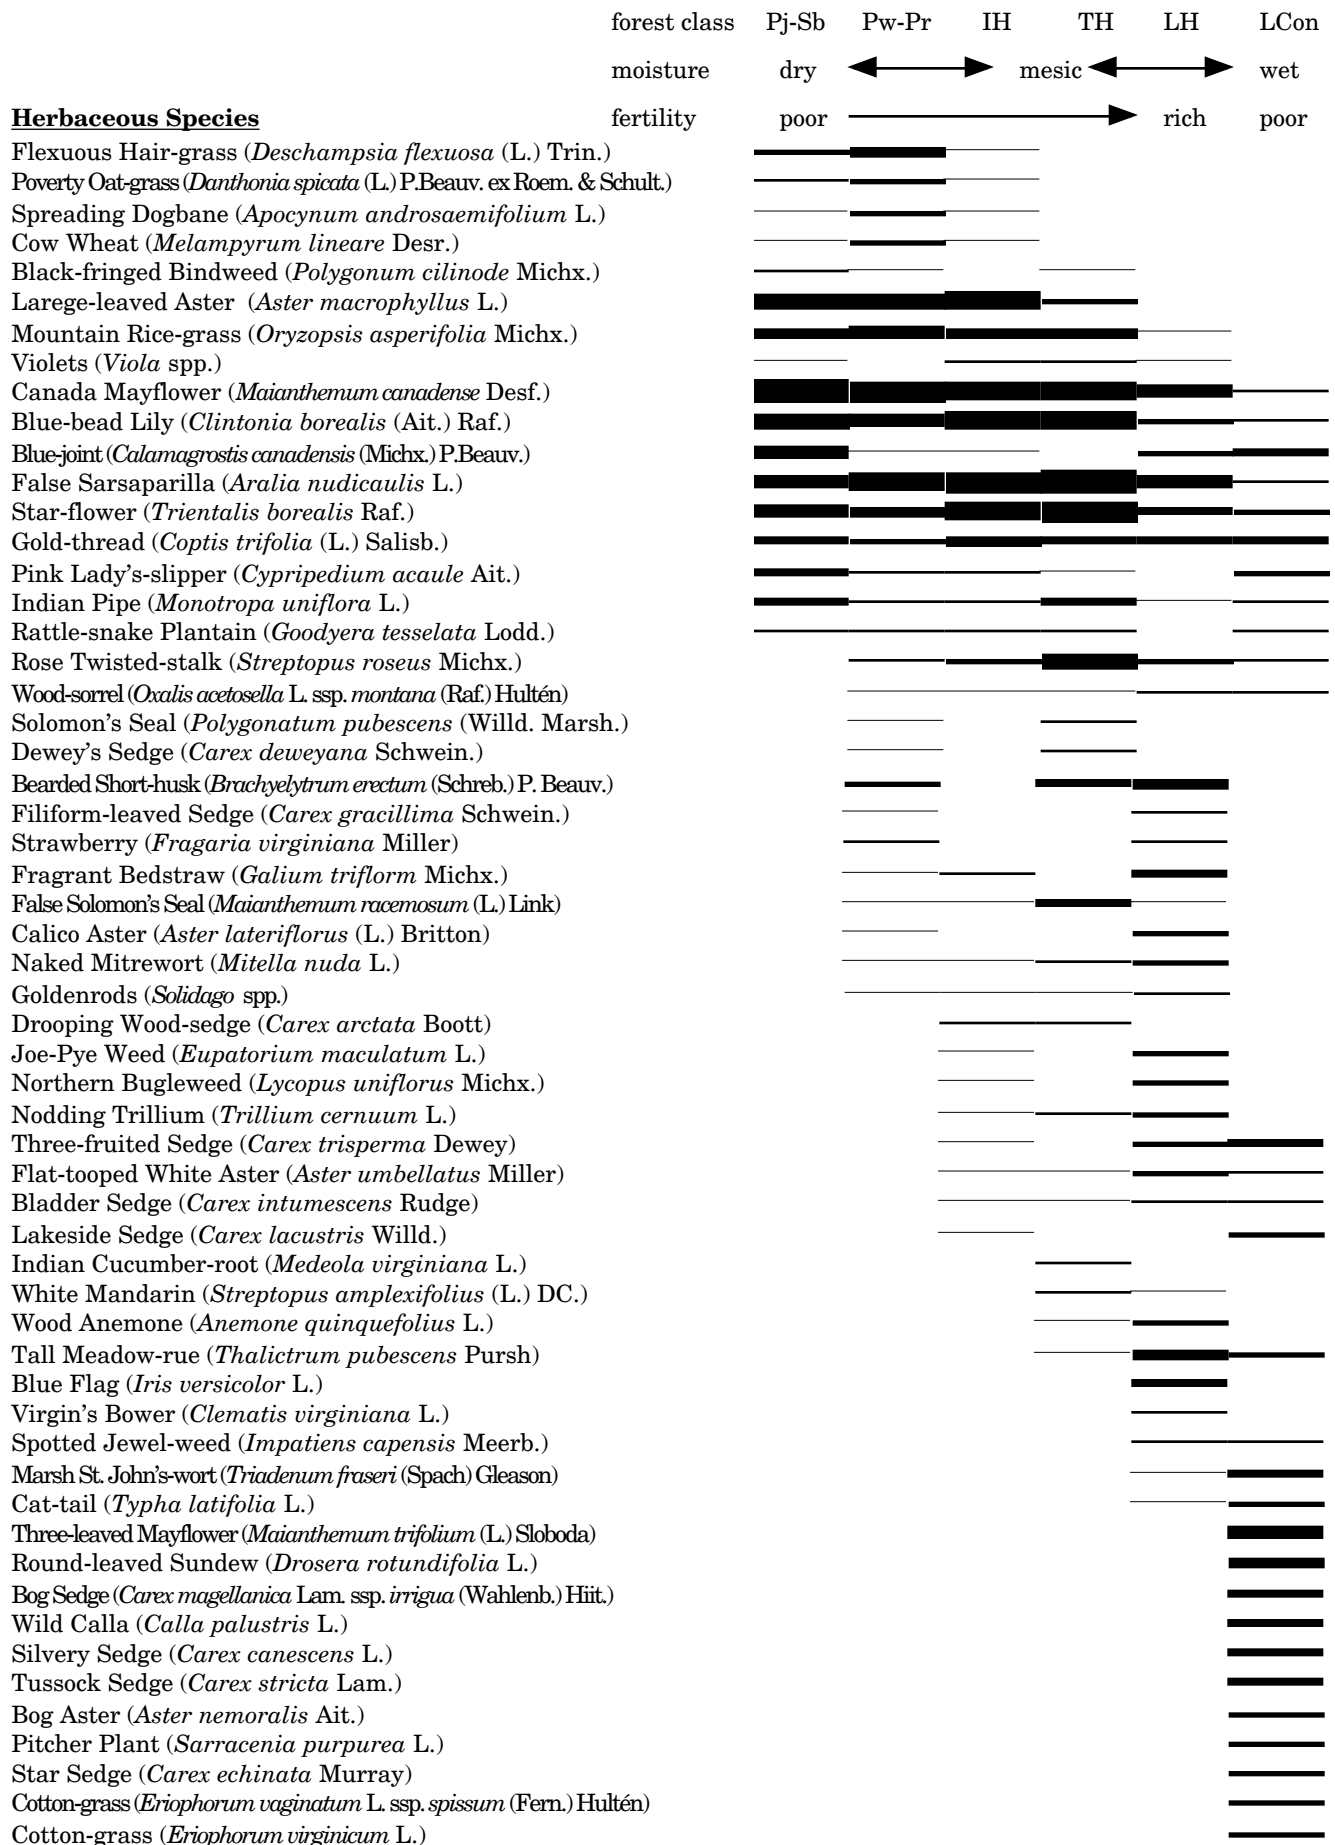 forest class Pj-Sb Pw-Pr IH TH LH LCon
moisture dry mesic wet
Herbaceous Species fertility poor rich poor
Flexuous Hair-grass (Deschampsia flexuosa (L.) Trin.)
Poverty Oat-grass (Danthonia spicata (L.) P.Beauv. ex Roem. & Schult.)
Spreading Dogbane (Apocynum androsaemifolium L.)
Cow Wheat (Melampyrum lineare Desr.)
Black-fringed Bindweed (Polygonum cilinode Michx.)
Larege-leaved Aster (Aster macrophyllus L.)
Mountain Rice-grass (Oryzopsis asperifolia Michx.)
Violets (Viola spp.)
Canada Mayflower (Maianthemum canadense Desf.)
Blue-bead Lily (Clintonia borealis (Ait.) Raf.)
Blue-joint (Calamagrostis canadensis (Michx.) P.Beauv.)
False Sarsaparilla (Aralia nudicaulis L.)
Star-flower (Trientalis borealis Raf.)
Gold-thread (Coptis trifolia (L.) Salisb.)
Pink Lady's-slipper (Cypripedium acaule Ait.)
Indian Pipe (Monotropa uniflora L.)
Rattle-snake Plantain (Goodyera tesselata Lodd.)
Rose Twisted-stalk (Streptopus roseus Michx.)
Wood-sorrel (Oxalis acetosella L. ssp. montana (Raf.) Hultén)
Solomon's Seal (Polygonatum pubescens (Willd. Marsh.)
Dewey's Sedge (Carex deweyana Schwein.)
Bearded Short-husk (Brachyelytrum erectum (Schreb.) P. Beauv.)
Filiform-leaved Sedge (Carex gracillima Schwein.)
Strawberry (Fragaria virginiana Miller)
Fragrant Bedstraw (Galium triflorm Michx.)
False Solomon's Seal (Maianthemum racemosum (L.) Link)
Calico Aster (Aster lateriflorus (L.) Britton)
Naked Mitrewort (Mitella nuda L.)
Goldenrods (Solidago spp.)
Drooping Wood-sedge (Carex arctata Boott)
Joe-Pye Weed (Eupatorium maculatum L.)
Northern Bugleweed (Lycopus uniflorus Michx.)
Nodding Trillium (Trillium cernuum L.)
Three-fruited Sedge (Carex trisperma Dewey)
Flat-tooped White Aster (Aster umbellatus Miller)
Bladder Sedge (Carex intumescens Rudge)
Lakeside Sedge (Carex lacustris Willd.)
Indian Cucumber-root (Medeola virginiana L.)
White Mandarin (Streptopus amplexifolius (L.) DC.)
Wood Anemone (Anemone quinquefolius L.)
Tall Meadow-rue (Thalictrum pubescens Pursh)
Blue Flag (Iris versicolor L.)
Virgin's Bower (Clematis virginiana L.)
Spotted Jewel-weed (Impatiens capensis Meerb.)
Marsh St. John's-wort (Triadenum fraseri (Spach) Gleason)
Cat-tail (Typha latifolia L.)
Three-leaved Mayflower (Maianthemum trifolium (L.) Sloboda)
Round-leaved Sundew (Drosera rotundifolia L.)
Bog Sedge (Carex magellanica Lam. ssp. irrigua (Wahlenb.) Hiit.)
Wild Calla (Calla palustris L.)
Silvery Sedge (Carex canescens L.)
Tussock Sedge (Carex stricta Lam.)
Bog Aster (Aster nemoralis Ait.)
Pitcher Plant (Sarracenia purpurea L.)
Star Sedge (Carex echinata Murray)
Cotton-grass (Eriophorum vaginatum L. ssp. spissum (Fern.) Hultén)
Cotton-grass (Eriophorum virginicum L.)